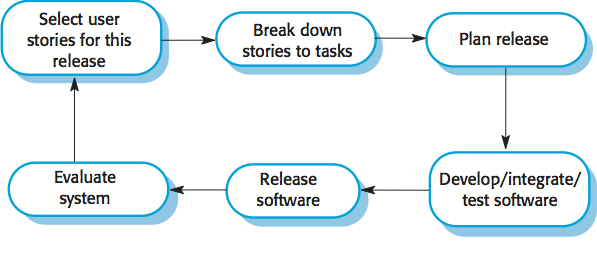 Select user
stories for this
release
Break down
stories to tasks
Plan release
Evaluate
system
Release
software
Develop/integrate/
test software